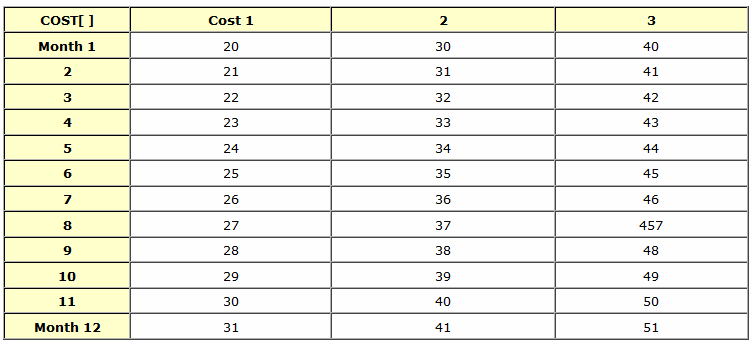 COST[ ] Cost 1 2 3
Month 1 20 30 40
2 21 31 41
3 22 32 42
4 23 33 43
5 24 34 44
6 25 35 45
7 26 36 46
8 27 37 457
9 28 38 48
10 29 39 49
11 30 40 50
Month 12 31 41 51